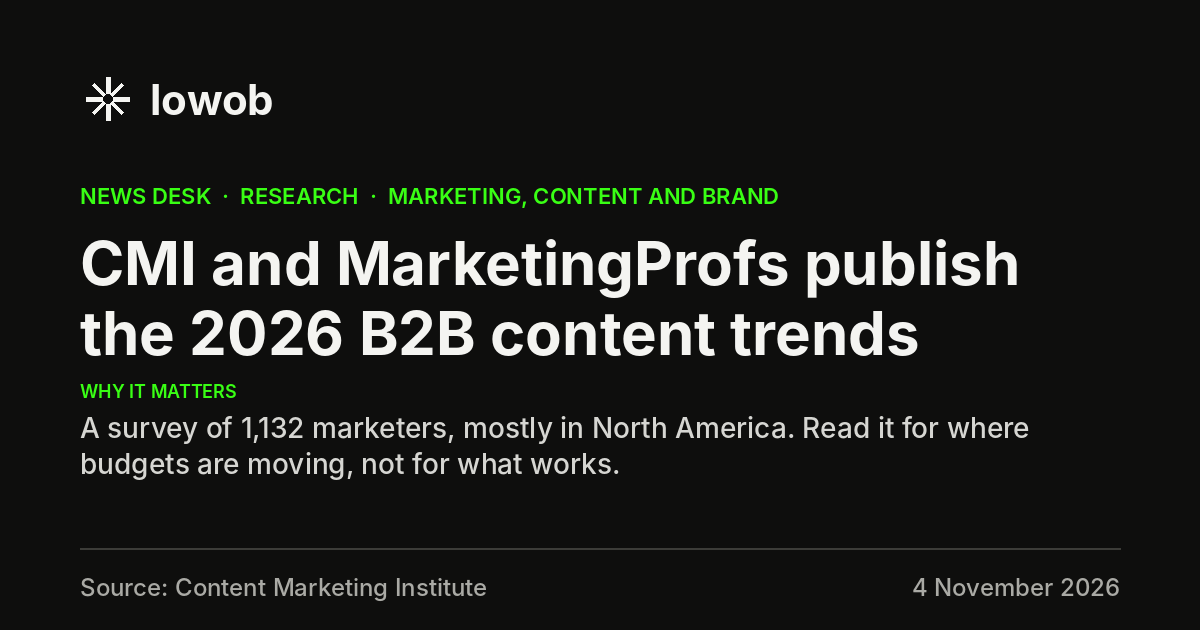 lowob
NEWS DESK · RESEARCH · MARKETING, CONTENT AND BRAND
CMI and MarketingProfs publish
the 2026 B2B content trends
WHY IT MATTERS
A survey of 1,132 marketers, mostly in North America. Read it for where
budgets are moving, not for what works.
Source: Content Marketing Institute
4 November 2026